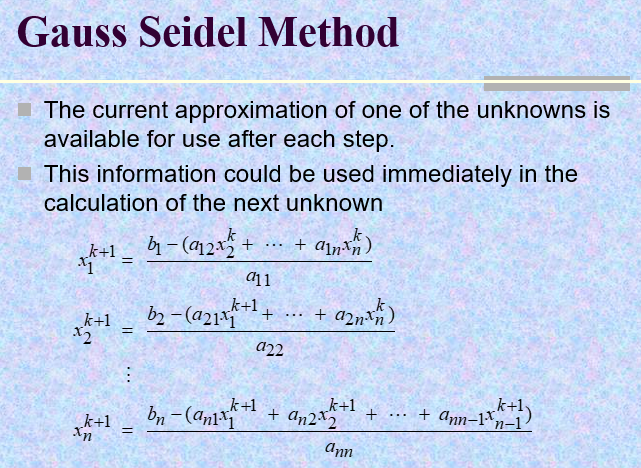 Gauss Seidel Method
The current approximation of one of the unknowns is
available for use after each step.
This information could be used immediately in the
calculation of the next unknown
x_1^{k+1} = \frac{b_1 - (a_{12}x_2^k + \cdots + a_{1n}x_n^k)}{a_{11}}
x_2^{k+1} = \frac{b_2 - (a_{21}x_1^{k+1} + \cdots + a_{2n}x_n^k)}{a_{22}}
⋮
x_n^{k+1} = \frac{b_n - (a_{n1}x_1^{k+1} + a_{n2}x_2^{k+1} + \cdots + a_{nn-1}x_{n-1}^{k+1})}{a_{nn}}